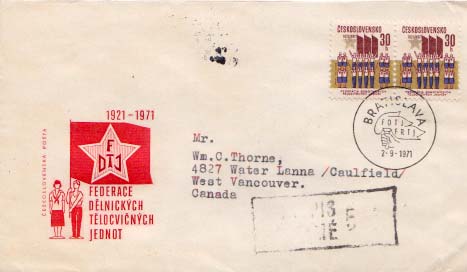 ČESKOSLOVENSKO
30 h
ČESKOSLOVENSKO
30 h
BRATISLAVA
FDTJ
FRTJ
2-9-1971
1921-1971
F
DTJ
FEDERACE
DĚLNICKÝCH
TĚLOCVIČNÝCH
JEDNOT
ČESKOSLOVENSKÁ POŠTA
Mr.
Wm.C.Thorne,
4827 Water Lanna /Caulfield/
West Vancouver.
Canada